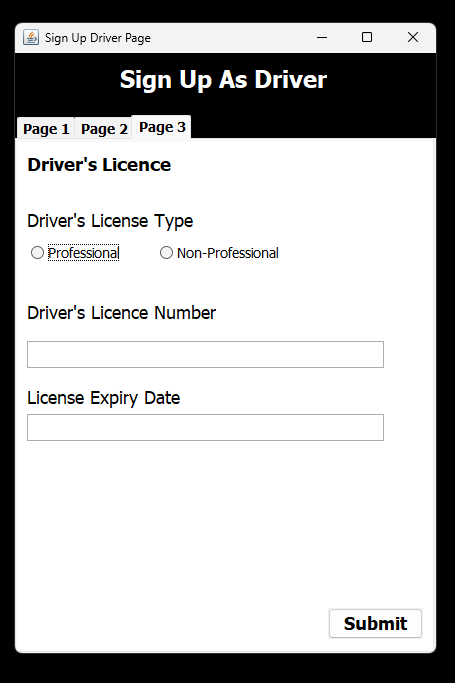 Sign Up Driver Page
Sign Up As Driver
Page 1 Page 2 Page 3
Driver's Licence
Driver's License Type
Professional Non-Professional
Driver's Licence Number
License Expiry Date
Submit